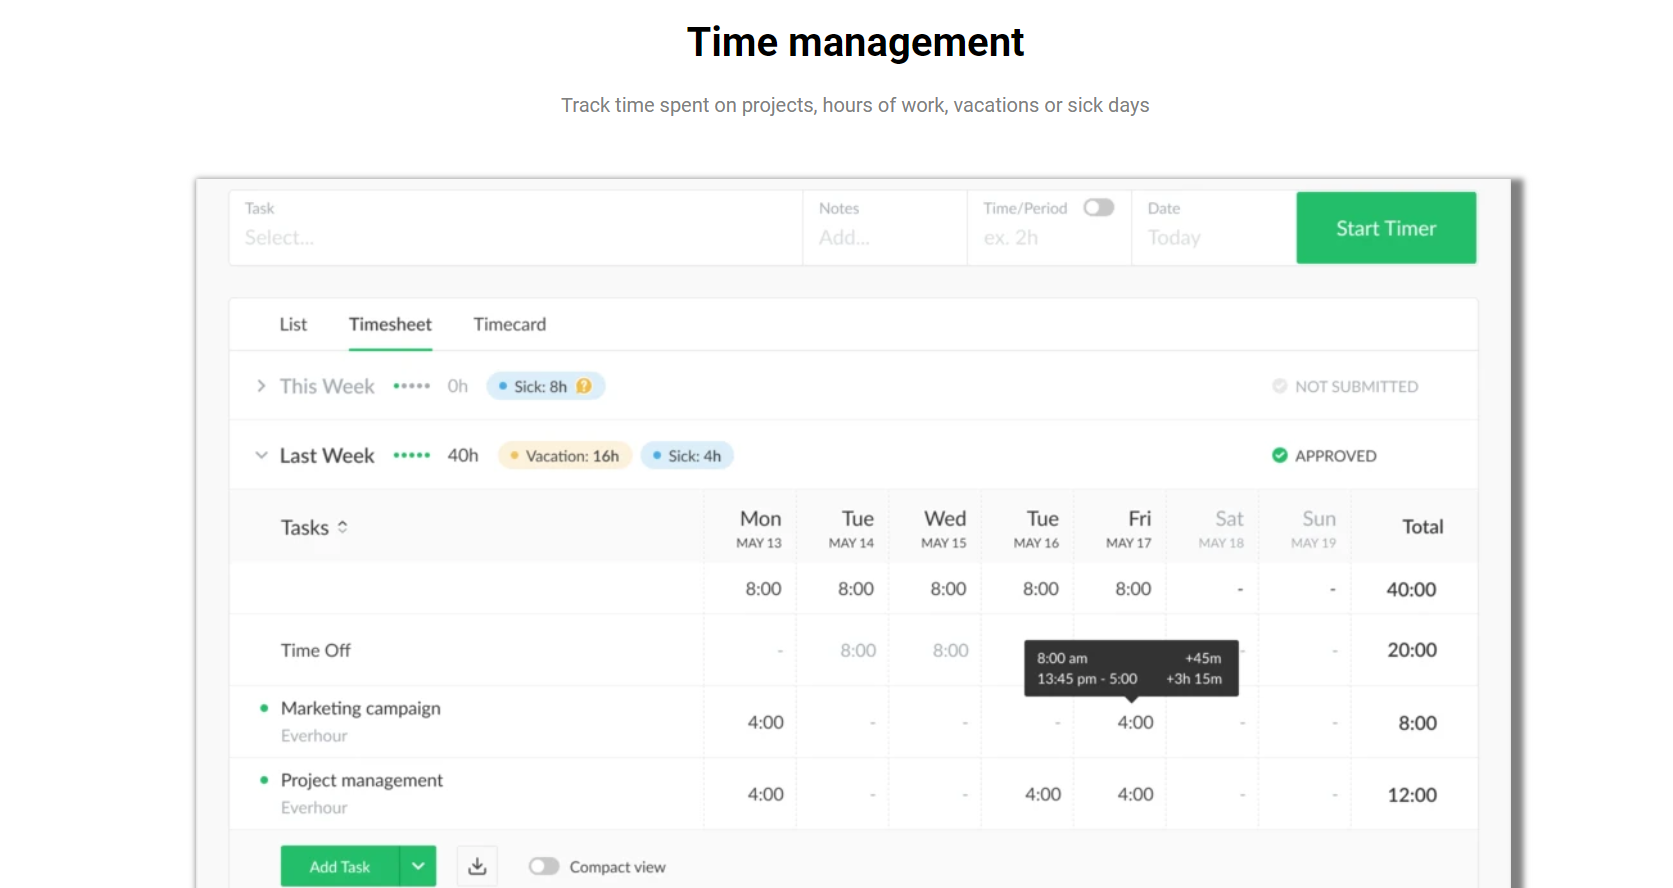 Time management
Track time spent on projects, hours of work, vacations or sick days
Task Notes Time/Period Date
Select... Add... ex. 2h Today
Start Timer
List Timesheet Timecard
This Week 0h Sick: 8h ? NOT SUBMITTED
Last Week 40h Vacation: 16h Sick: 4h APPROVED
Tasks Mon Tue Wed Tue Fri Sat Sun Total
MAY 13 MAY 14 MAY 15 MAY 16 MAY 17 MAY 18 MAY 19
8:00 8:00 8:00 8:00 8:00 - - 40:00
Time Off - 8:00 8:00 - - 20:00
8:00 am +45m
13:45 pm - 5:00 +3h 15m
Marketing campaign 4:00 - - - 4:00 - - 8:00
Everhour
Project management 4:00 - - 4:00 4:00 - - 12:00
Everhour
Add Task Compact view